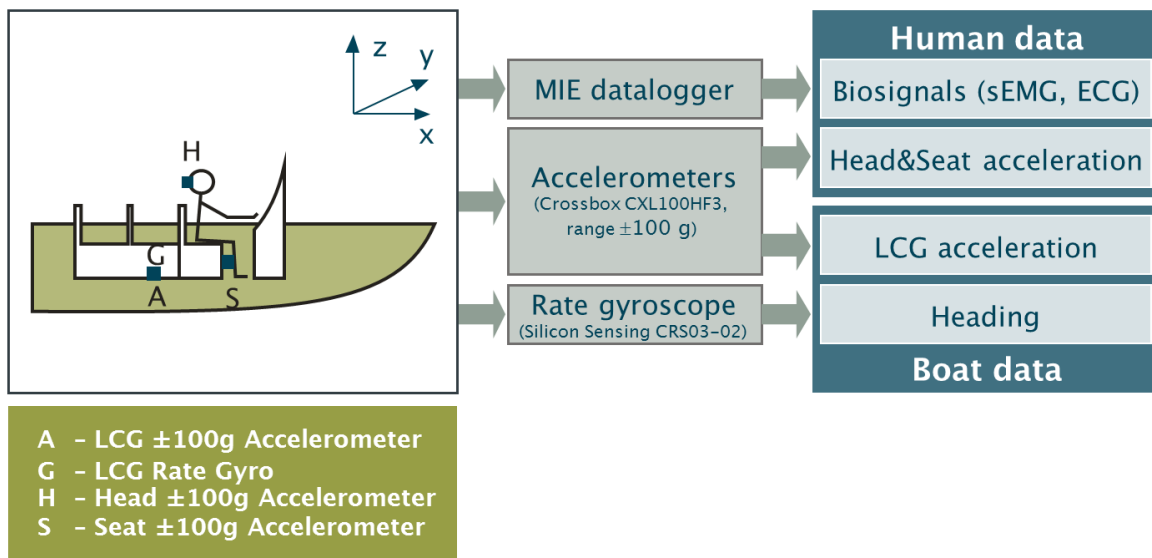 z
y
x
H
G
A
S
MIE datalogger
Accelerometers
(Crossbox CXL100HF3,
range ±100 g)
Rate gyroscope
(Silicon Sensing CRS03-02)
Human data
Biosignals (sEMG, ECG)
Head&Seat acceleration
LCG acceleration
Heading
Boat data
A – LCG ±100g Accelerometer
G – LCG Rate Gyro
H – Head ±100g Accelerometer
S – Seat ±100g Accelerometer